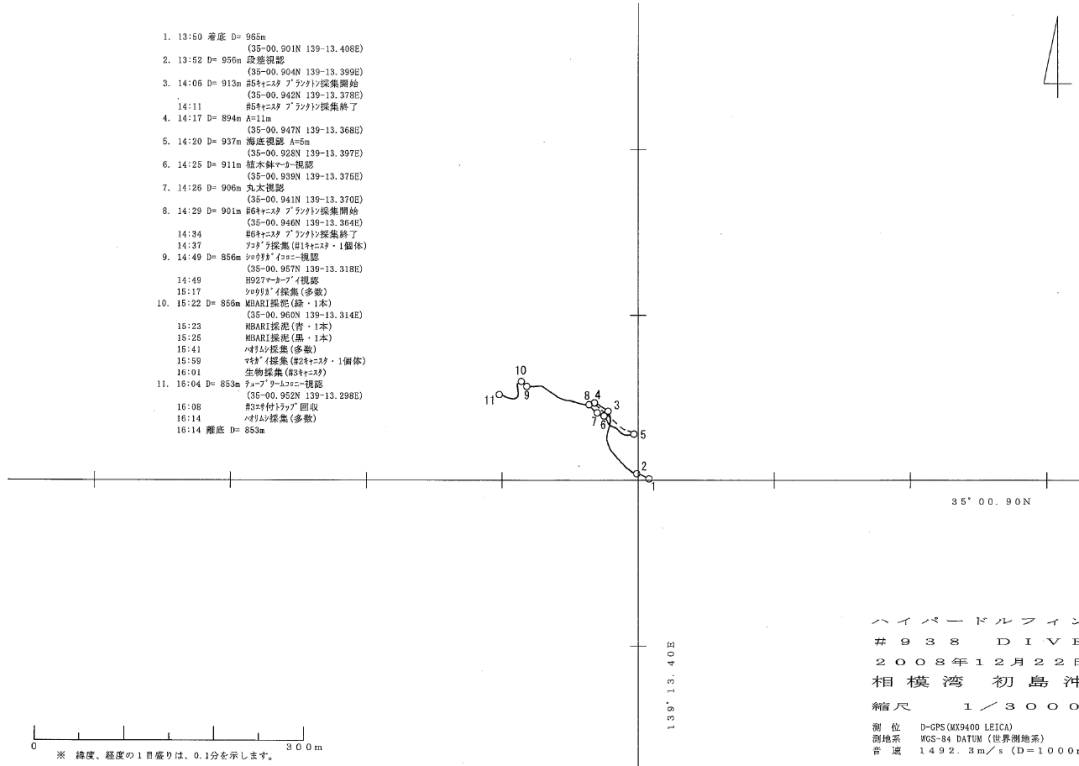 1. 13:50 着底 D= 965m
(35-00.901N 139-13.408E)
2. 13:52 D= 956m 段差視認
(35-00.904N 139-13.399E)
3. 14:06 D= 913m #5キャニスタ プランクトン採集開始
(35-00.942N 139-13.378E)
14:11 #5キャニスタ プランクトン採集終了
4. 14:17 D= 894m A=11m
(35-00.947N 139-13.368E)
5. 14:20 D= 937m 海底視認 A=5m
(35-00.928N 139-13.397E)
6. 14:25 D= 911m 植木鉢マーカー視認
(35-00.939N 139-13.375E)
7. 14:26 D= 906m 丸太視認
(35-00.941N 139-13.370E)
8. 14:29 D= 901m #6キャニスタ プランクトン採集開始
(35-00.946N 139-13.364E)
14:34 #6キャニスタ プランクトン採集終了
14:37 ソコダラ採集(#1キャニスタ・1個体)
9. 14:49 D= 856m シロウリガイコロニー視認
(35-00.957N 139-13.318E)
14:49 H927マーカーブイ視認
15:17 シロウリガイ採集(多数)
10. 15:22 D= 856m MBARI採泥(緑・1本)
(35-00.960N 139-13.314E)
15:23 MBARI採泥(青・1本)
15:25 MBARI採泥(黒・1本)
15:41 ハオリムシ採集(多数)
15:59 マキガイ採集(#2キャニスタ・1個体)
16:01 生物採集(#3キャニスタ)
11. 16:04 D= 853m チューブワームコロニー視認
(35-00.952N 139-13.298E)
16:08 #3エサ付トラップ回収
16:14 ハオリムシ採集(多数)
16:14 離底 D= 853m
10
11
9
8 4
3
7
6
5
2
1
35° 00. 90N
139° 13. 40E
ハイパードルフィン
#938 DIVE
2008年12月22日
相模湾 初島沖
縮尺 1/3000
測 位 D-GPS(MX9400 LEICA)
測地系 WGS-84 DATUM (世界測地系)
音 速 1492. 3m/s (D=1000m
0 300m
※ 緯度、経度の1目盛りは、0.1分を示します。